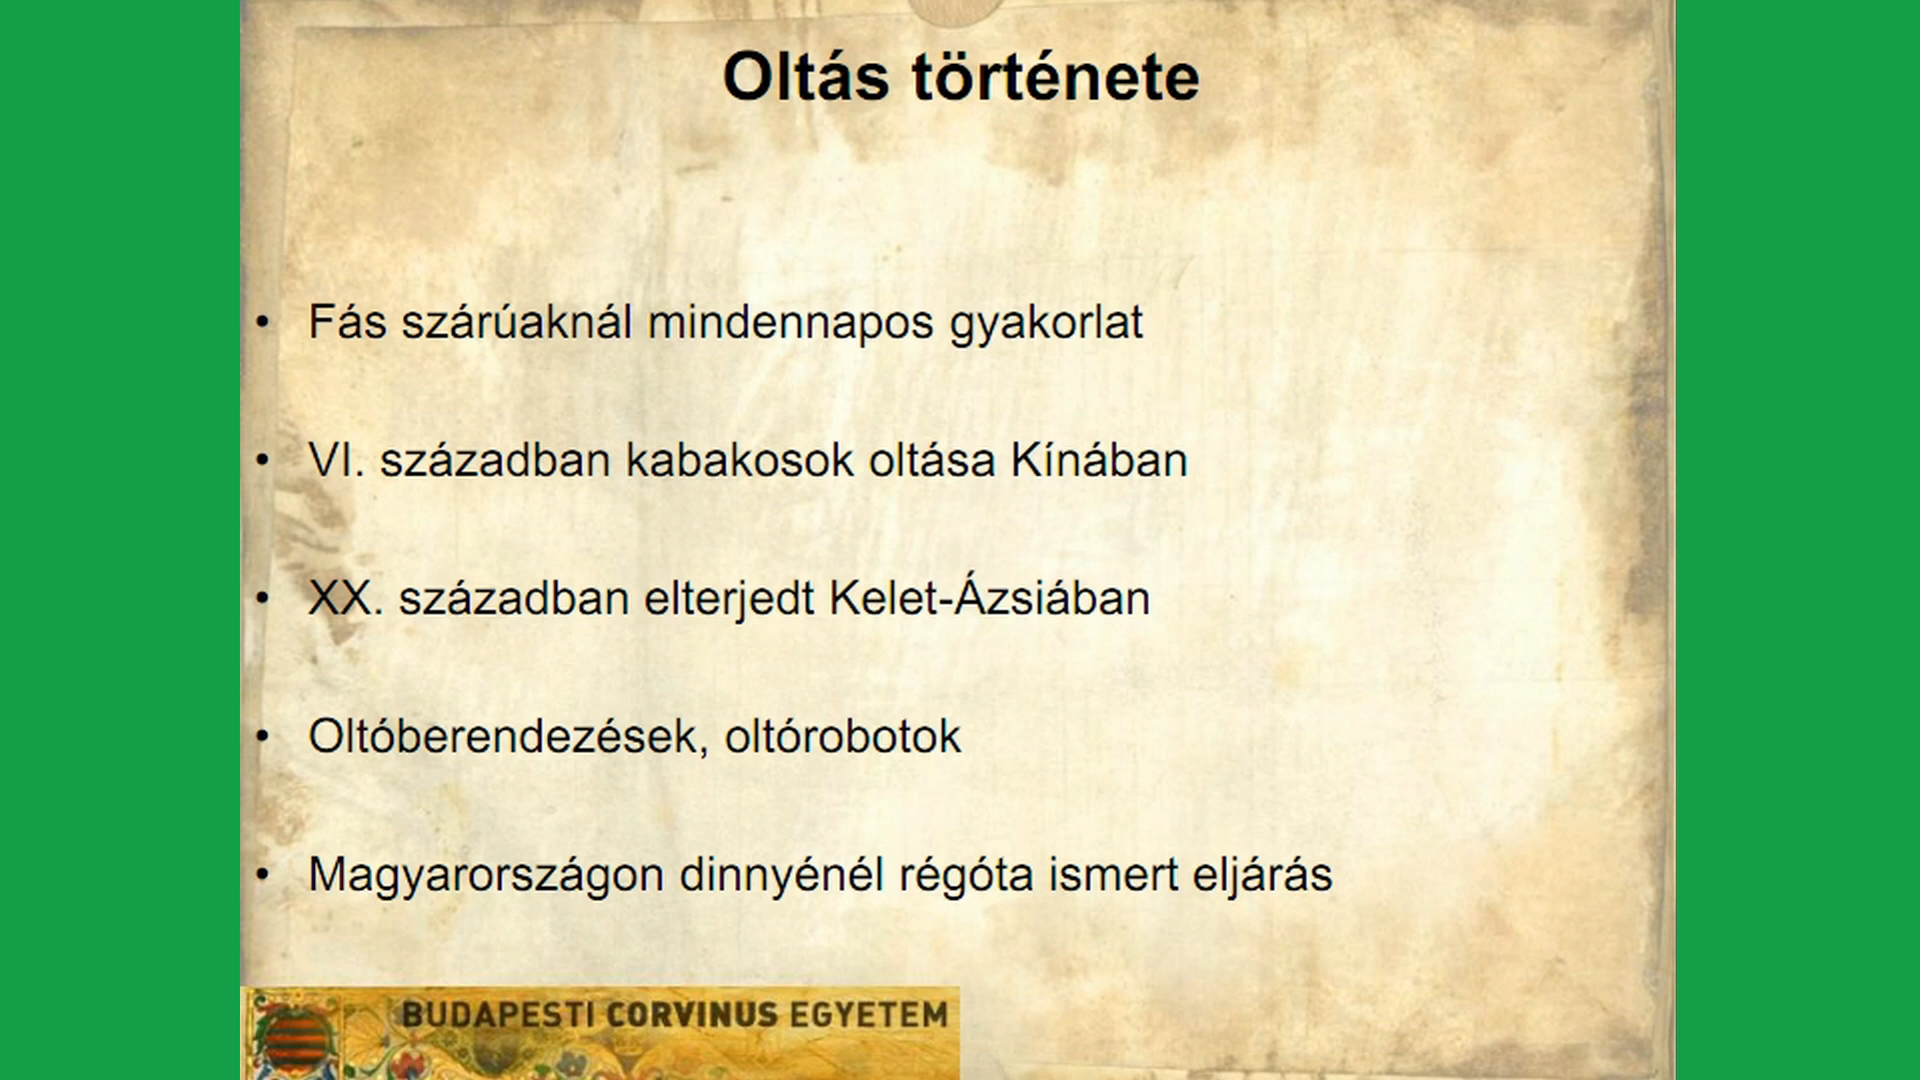 Oltás története
• Fás szárúaknál mindennapos gyakorlat
• VI. században kabakosok oltása Kínában
• XX. században elterjedt Kelet-Ázsiában
• Oltóberendezések, oltórobotok
• Magyarországon dinnyénél régóta ismert eljárás
BUDAPESTI CORVINUS EGYETEM